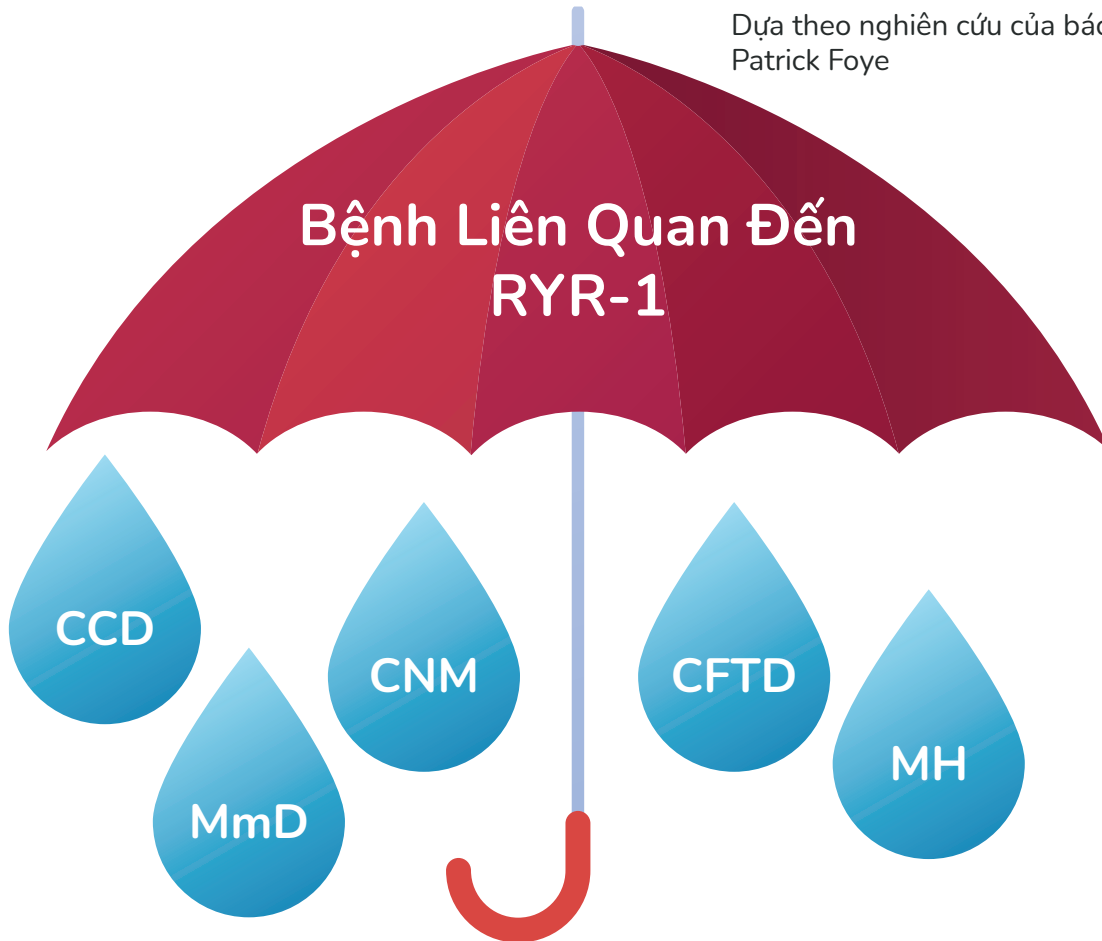 Dựa theo nghiên cứu của bác
Patrick Foye
Bệnh Liên Quan Đến
RYR-1
CCD
CNM
CFTD
MH
MmD